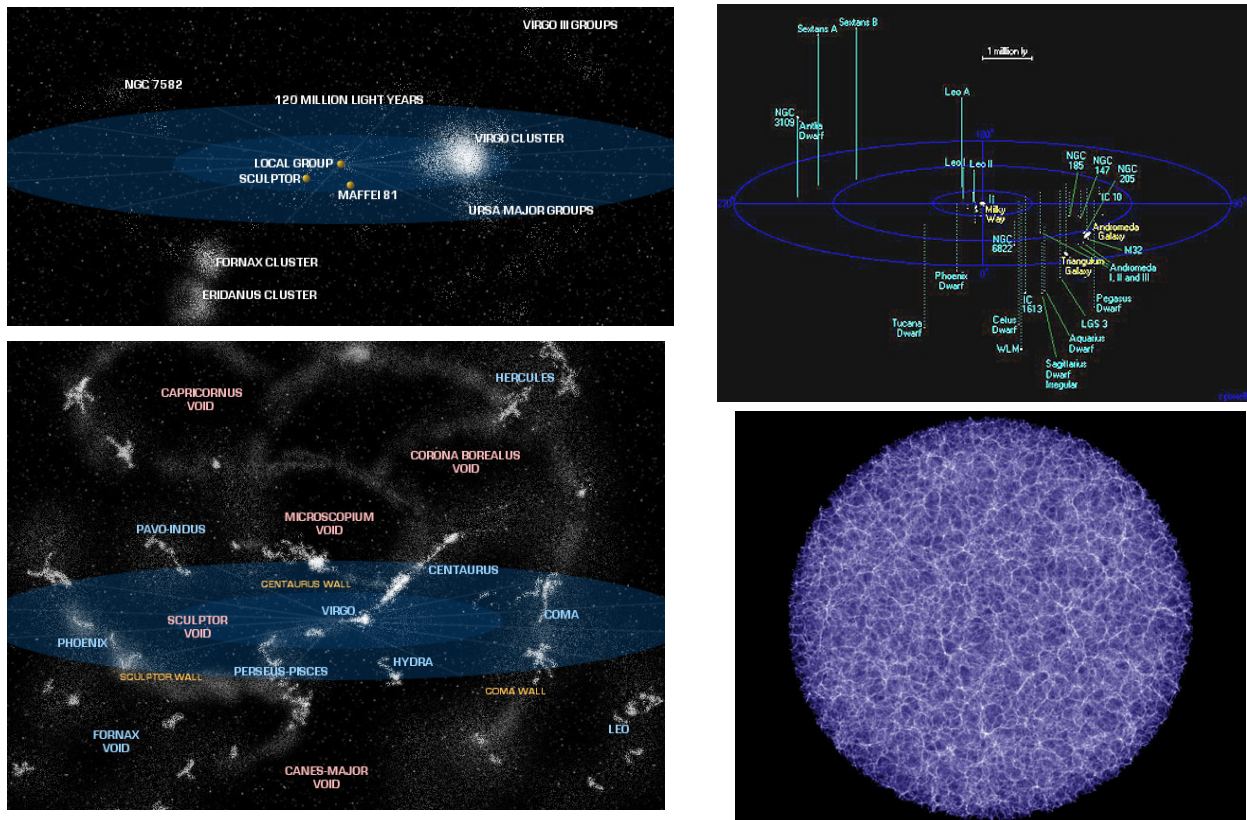 VIRGO III GROUPS
NGC 7582
120 MILLION LIGHT YEARS
VIRGO CLUSTER
LOCAL GROUP
SCULPTOR
MAFFEI 81
URSA MAJOR GROUPS
FORNAX CLUSTER
ERIDANUS CLUSTER
Sextans A
Sextans B
1 million ly
Leo A
NGC
3109
Antlia
Dwarf
180°
NGC
185
NGC
147
NGC
205
Leo I
Leo II
IC 10
270°
90°
Milky
Way
Andromeda
Galaxy
NGC
6822
M32
Triangulum
Galaxy
Andromeda
I, II and III
0°
Phoenix
Dwarf
IC
1613
Pegasus
Dwarf
Tucana
Dwarf
Cetus
Dwarf
LGS 3
WLM
Aquarius
Dwarf
Sagittarius
Dwarf
Irregular
HERCULES
CAPRICORNUS
VOID
CORONA BOREALUS
VOID
MICROSCOPIUM
VOID
PAVO-INDUS
CENTAURUS
CENTAURUS WALL
VIRGO
COMA
SCULPTOR
VOID
PHOENIX
HYDRA
PERSEUS-PISCES
SCULPTOR WALL
COMA WALL
FORNAX
VOID
LEO
CANES-MAJOR
VOID